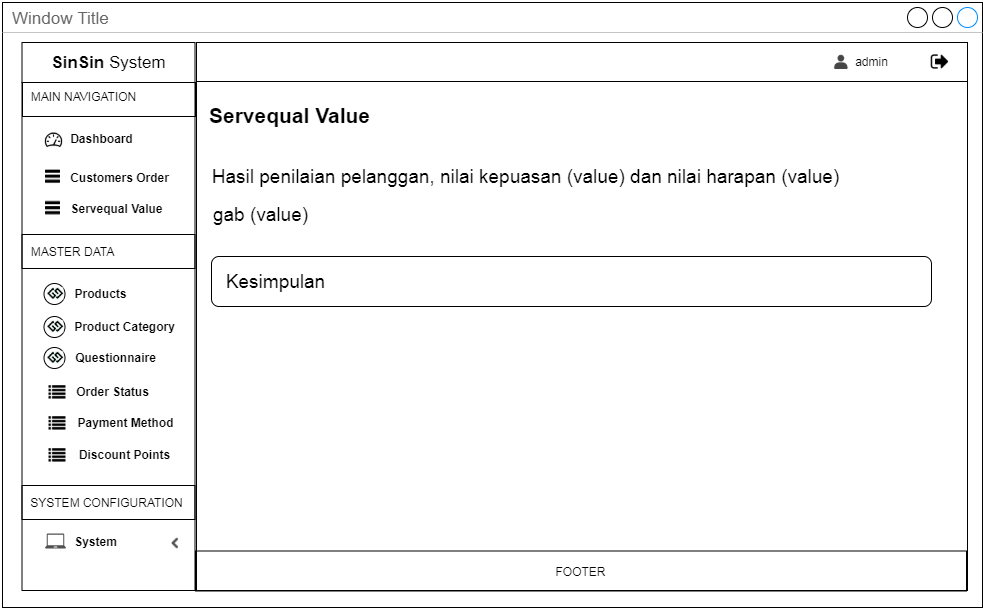 Window Title
SinSin System
admin
MAIN NAVIGATION
Dashboard
Customers Order
Servequal Value
MASTER DATA
Products
Product Category
Questionnaire
Order Status
Payment Method
Discount Points
SYSTEM CONFIGURATION
System
Servequal Value
Hasil penilaian pelanggan, nilai kepuasan (value) dan nilai harapan (value)
gab (value)
Kesimpulan
FOOTER